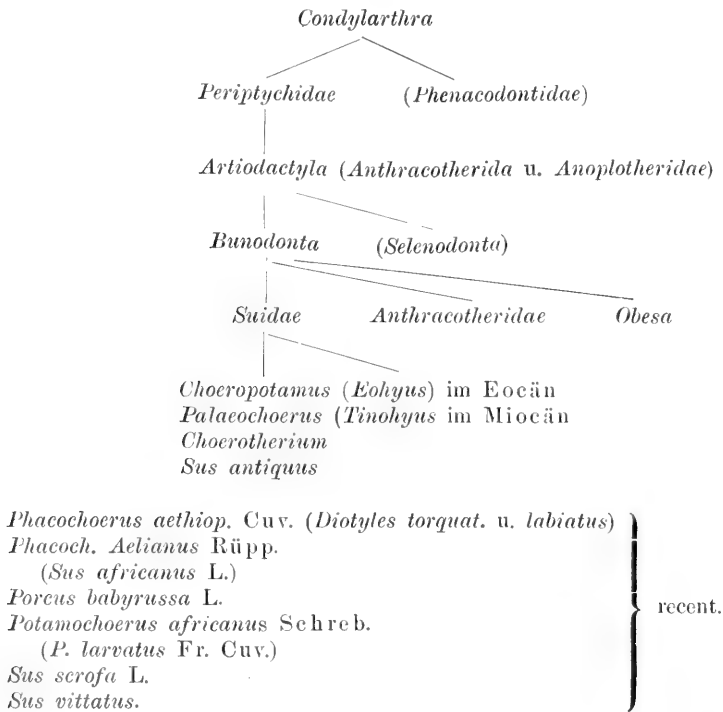 Condylarthra
Periptychidae (Phenacodontidae)
Artiodactyla (Anthracotherida u. Anoplotheridae)
Bunodonta (Selenodonta)
Suidae Anthracotheridae Obesa
Choeropotamus (Eohyus) im Eocän
Palaeochoerus (Tinohyus im Miocän
Choerotherium
Sus antiquus
Phacochoerus aethiop. Cuv. (Diotyles torquat. u. labiatus)
Phacoch. Aelianus Rüpp.
(Sus africanus L.)
Porcus babyrussa L.
Potamochoerus africanus Schreb.
(P. larvatus Fr. Cuv.)
Sus scrofa L.
Sus vittatus.
recent.